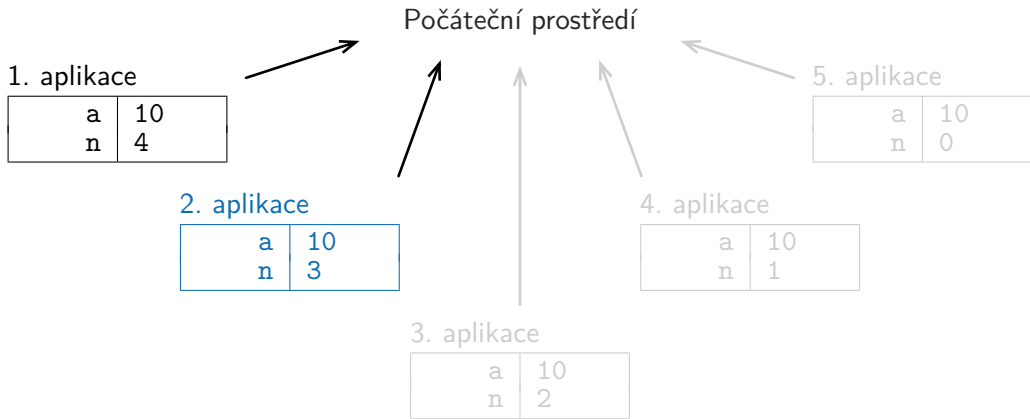 Počáteční prostředí
1. aplikace
a 10
n 4
2. aplikace
a 10
n 3
3. aplikace
a 10
n 2
4. aplikace
a 10
n 1
5. aplikace
a 10
n 0